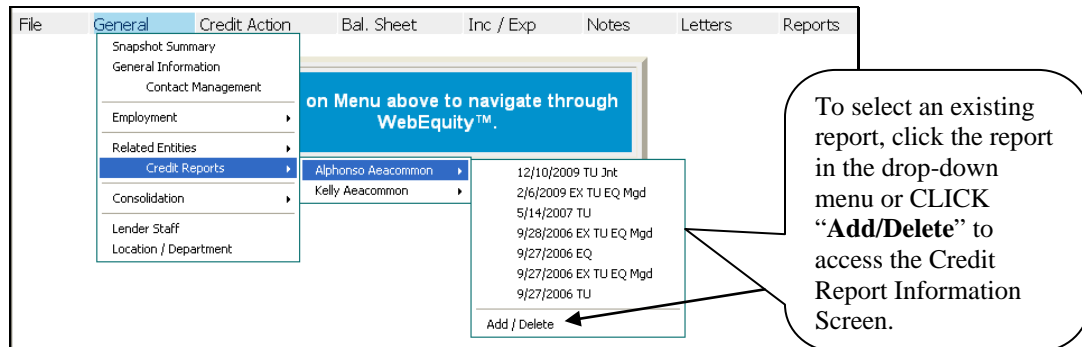 File General Credit Action Bal. Sheet Inc / Exp Notes Letters Reports
Snapshot Summary
General Information
Contact Management
Employment
Related Entities
Credit Reports
Consolidation
Lender Staff
Location / Department
on Menu above to navigate through
WebEquity™.
Alphonso Aeacommon
Kelly Aeacommon
12/10/2009 TU Jnt
2/6/2009 EX TU EQ Mgd
5/14/2007 TU
9/28/2006 EX TU EQ Mgd
9/27/2006 EQ
9/27/2006 EX TU EQ Mgd
9/27/2006 TU
Add / Delete
To select an existing
report, click the report
in the drop-down
menu or CLICK
“Add/Delete” to
access the Credit
Report Information
Screen.